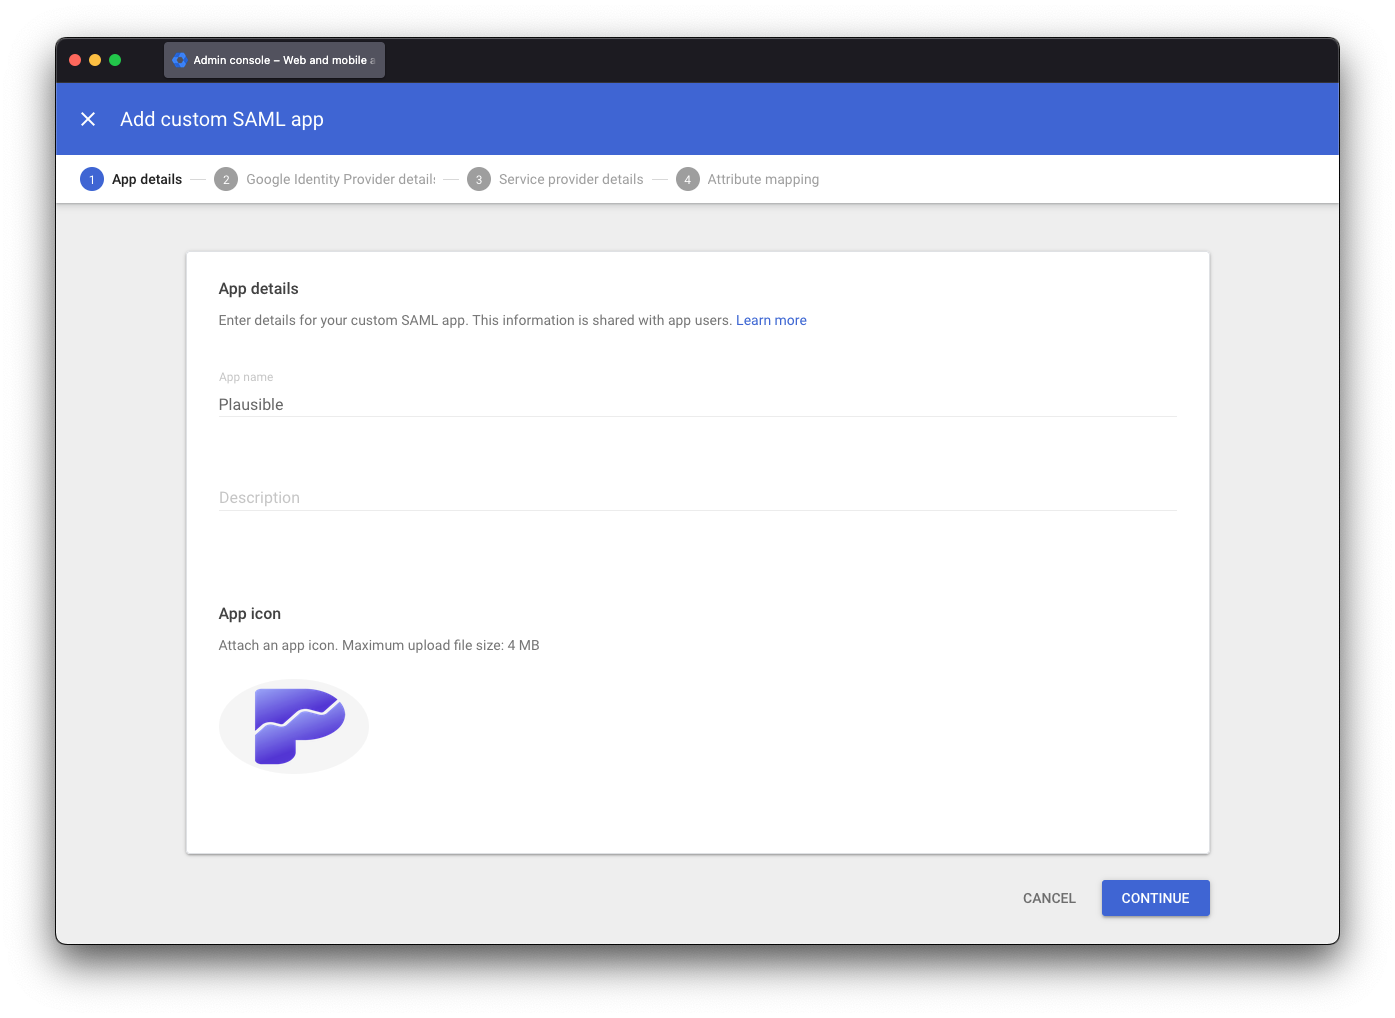 Admin console – Web and mobile a
Add custom SAML app
1 App details 2 Google Identity Provider details 3 Service provider details 4 Attribute mapping
App details
Enter details for your custom SAML app. This information is shared with app users. Learn more
App name
Plausible
Description
App icon
Attach an app icon. Maximum upload file size: 4 MB
CANCEL CONTINUE